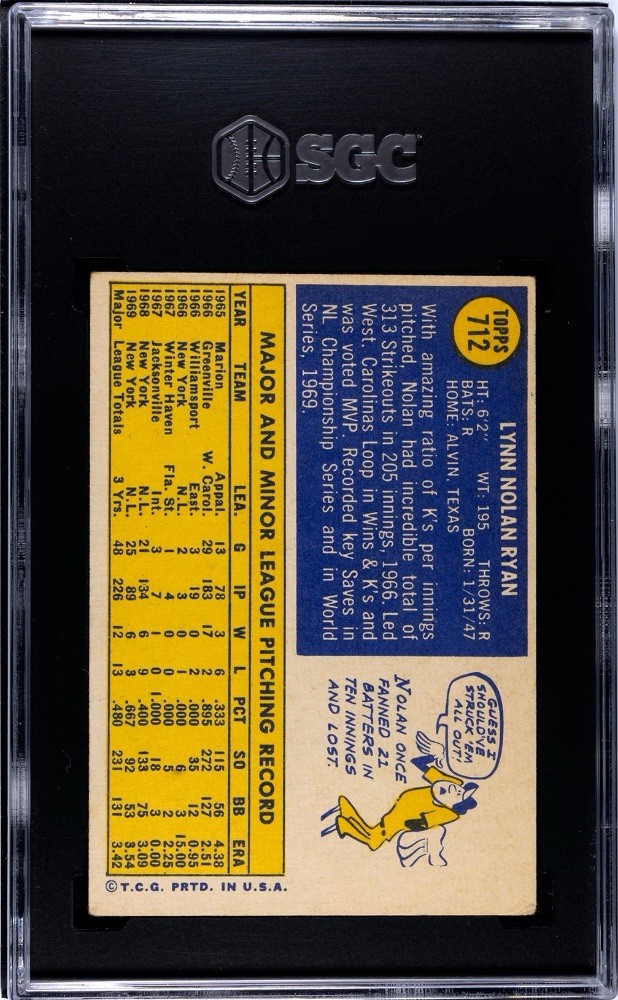 SGC
TOPPS
712
LYNN NOLAN RYAN
HT: 6'2" WT: 195 THROWS: R
BATS: R BORN: 1/31/47
HOME: ALVIN, TEXAS
With amazing ratio of K's per innings
pitched, Nolan had incredible total of
313 Strikeouts in 205 innings, 1966. Led
West. Carolinas Loop in Wins & K's and
was voted MVP. Recorded key Saves in
NL Championship Series and in World
Series, 1969.
GUESS I
SHOULD'VE
STRUCK 'EM
ALL OUT!
NOLAN ONCE
FANNED 21
BATTERS IN
TEN INNINGS
AND LOST.
MAJOR AND MINOR LEAGUE PITCHING RECORD
YEAR TEAM LEA. G IP W L PCT SO BB ERA
1965 Marion Appal. 13 78 3 6 .333 115 56 4.38
1966 Greenville W. Carol. 29 183 17 2 .895 272 127 2.51
1966 Williamsport East. 3 19 0 2 .000 35 12 0.95
1966 New York N.L. 2 3 0 1 .000 6 3 15.00
1967 Winter Haven Fla. St. 1 4 0 0 .000 5 2 2.25
1967 Jacksonville Int. 3 7 1 0 1.000 18 3 0.00
1968 New York N.L. 21 134 6 9 .400 133 75 3.09
1969 New York N.L. 25 89 6 3 .667 92 53 3.54
Major League Totals 3 Yrs. 48 226 12 13 .480 231 131 3.42
© T.C.G. PRTD. IN U.S.A.